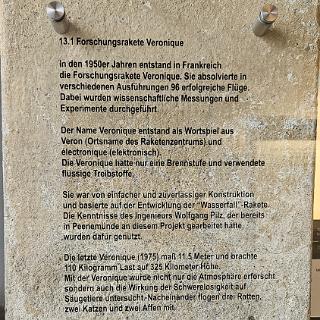 13.1 Forschungsrakete Veronique
In den 1950er Jahren entstand in Frankreich
die Forschungsrakete Veronique. Sie absolvierte in
verschiedenen Ausführungen 96 erfolgreiche Flüge.
Dabei wurden wissenschaftliche Messungen und
Experimente durchgeführt.
Der Name Veronique entstand als Wortspiel aus
Veron (Ortsname des Raketenzentrums) und
électronique (elektronisch).
Die Veronique hatte nur eine Brennstufe und verwendete
flüssige Treibstoffe.
Sie war von einfacher und zuverlässiger Konstruktion
und basierte auf der Entwicklung der "Wasserfall"-Rakete.
Die Kenntnisse des Ingenieurs Wolfgang Pilz, der bereits
in Peenemünde an diesem Projekt gearbeitet hatte,
wurden dafür genutzt.
Die letzte Veronique (1975) maß 11,5 Meter und brachte
110 Kilogramm Last auf 325 Kilometer Höhe.
Mit der Veronique wurde nicht nur die Atmosphäre erforscht,
sondern auch die Wirkung der Schwerelosigkeit auf
Säugetiere untersucht. Nacheinander flogen drei Ratten,
zwei Katzen und zwei Affen mit.